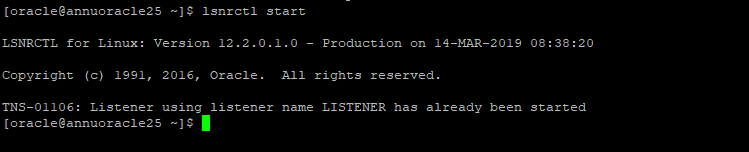 [oracle@annuoracle25 ~]$ lsnrctl start
LSNRCTL for Linux: Version 12.2.0.1.0 - Production on 14-MAR-2019 08:38:20
Copyright (c) 1991, 2016, Oracle.  All rights reserved.
TNS-01106: Listener using listener name LISTENER has already been started
[oracle@annuoracle25 ~]$